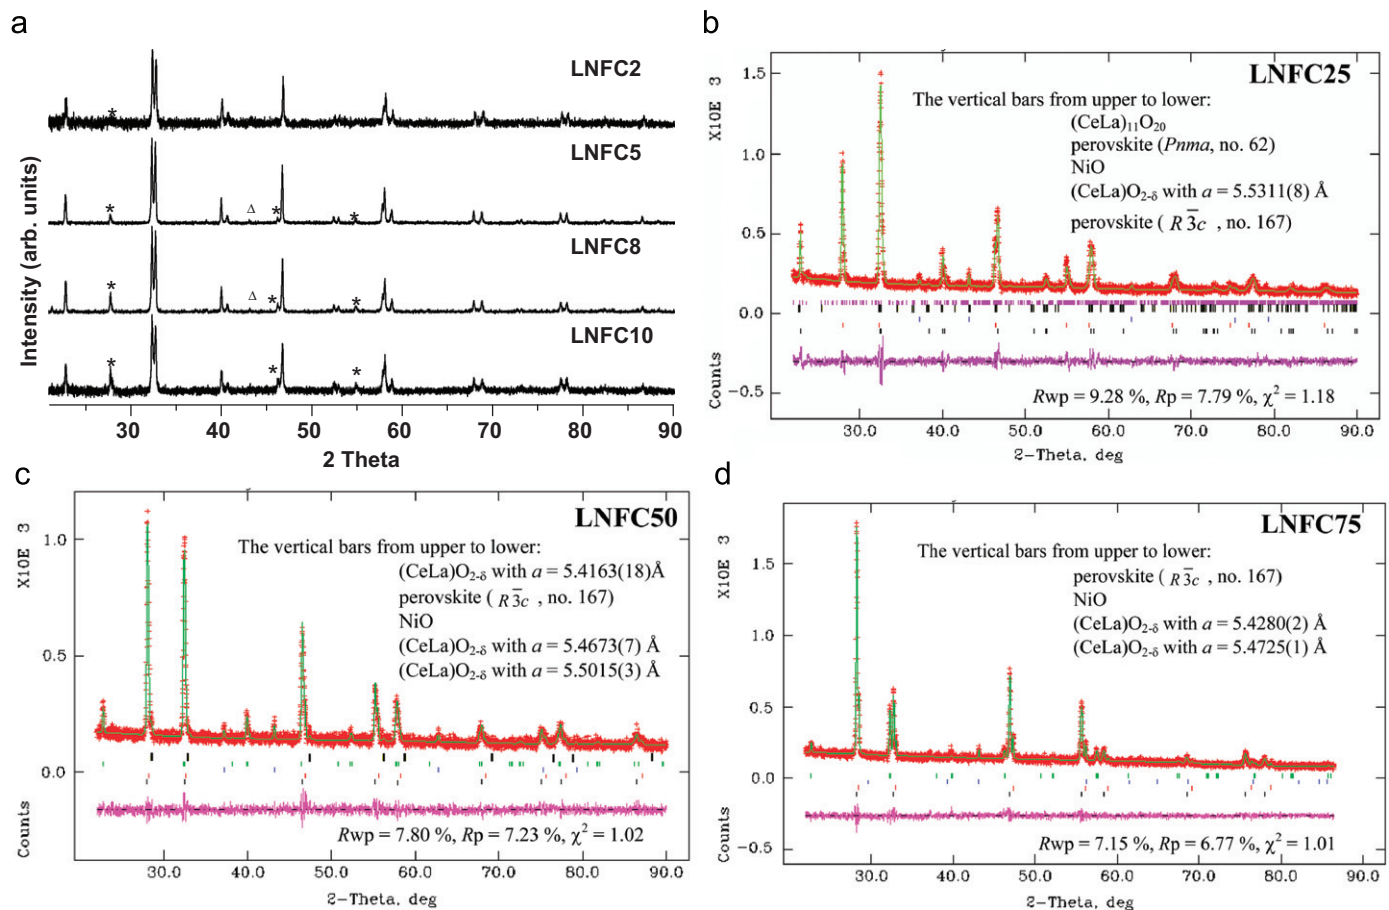 a
LNFC2
*
LNFC5
* Δ * *
LNFC8
* Δ * *
LNFC10
* * *
Intensity (arb. units)
30 40 50 60 70 80 90
2 Theta
b
LNFC25
The vertical bars from upper to lower:
(CeLa)₁₁O₂₀
perovskite (Pnma, no. 62)
NiO
(CeLa)O₂₋δ with a = 5.5311(8) Å
perovskite ( R3̅c , no. 167)
X10E 3
1.5
1.0
0.5
0.0
−0.5
Counts
Rwp = 9.28 %, Rp = 7.79 %, χ² = 1.18
30.0 40.0 50.0 60.0 70.0 80.0 90.0
2−Theta, deg
c
LNFC50
The vertical bars from upper to lower:
(CeLa)O₂₋δ with a = 5.4163(18)Å
perovskite ( R3̅c , no. 167)
NiO
(CeLa)O₂₋δ with a = 5.4673(7) Å
(CeLa)O₂₋δ with a = 5.5015(3) Å
X10E 3
1.0
0.5
0.0
Counts
Rwp = 7.80 %, Rp = 7.23 %, χ² = 1.02
30.0 40.0 50.0 60.0 70.0 80.0 90.0
2−Theta, deg
d
LNFC75
The vertical bars from upper to lower:
perovskite ( R3̅c , no. 167)
NiO
(CeLa)O₂₋δ with a = 5.4280(2) Å
(CeLa)O₂₋δ with a = 5.4725(1) Å
X10E 3
1.5
1.0
0.5
0.0
−0.5
Counts
Rwp = 7.15 %, Rp = 6.77 %, χ² = 1.01
30.0 40.0 50.0 60.0 70.0 80.0 90.0
2−Theta, deg